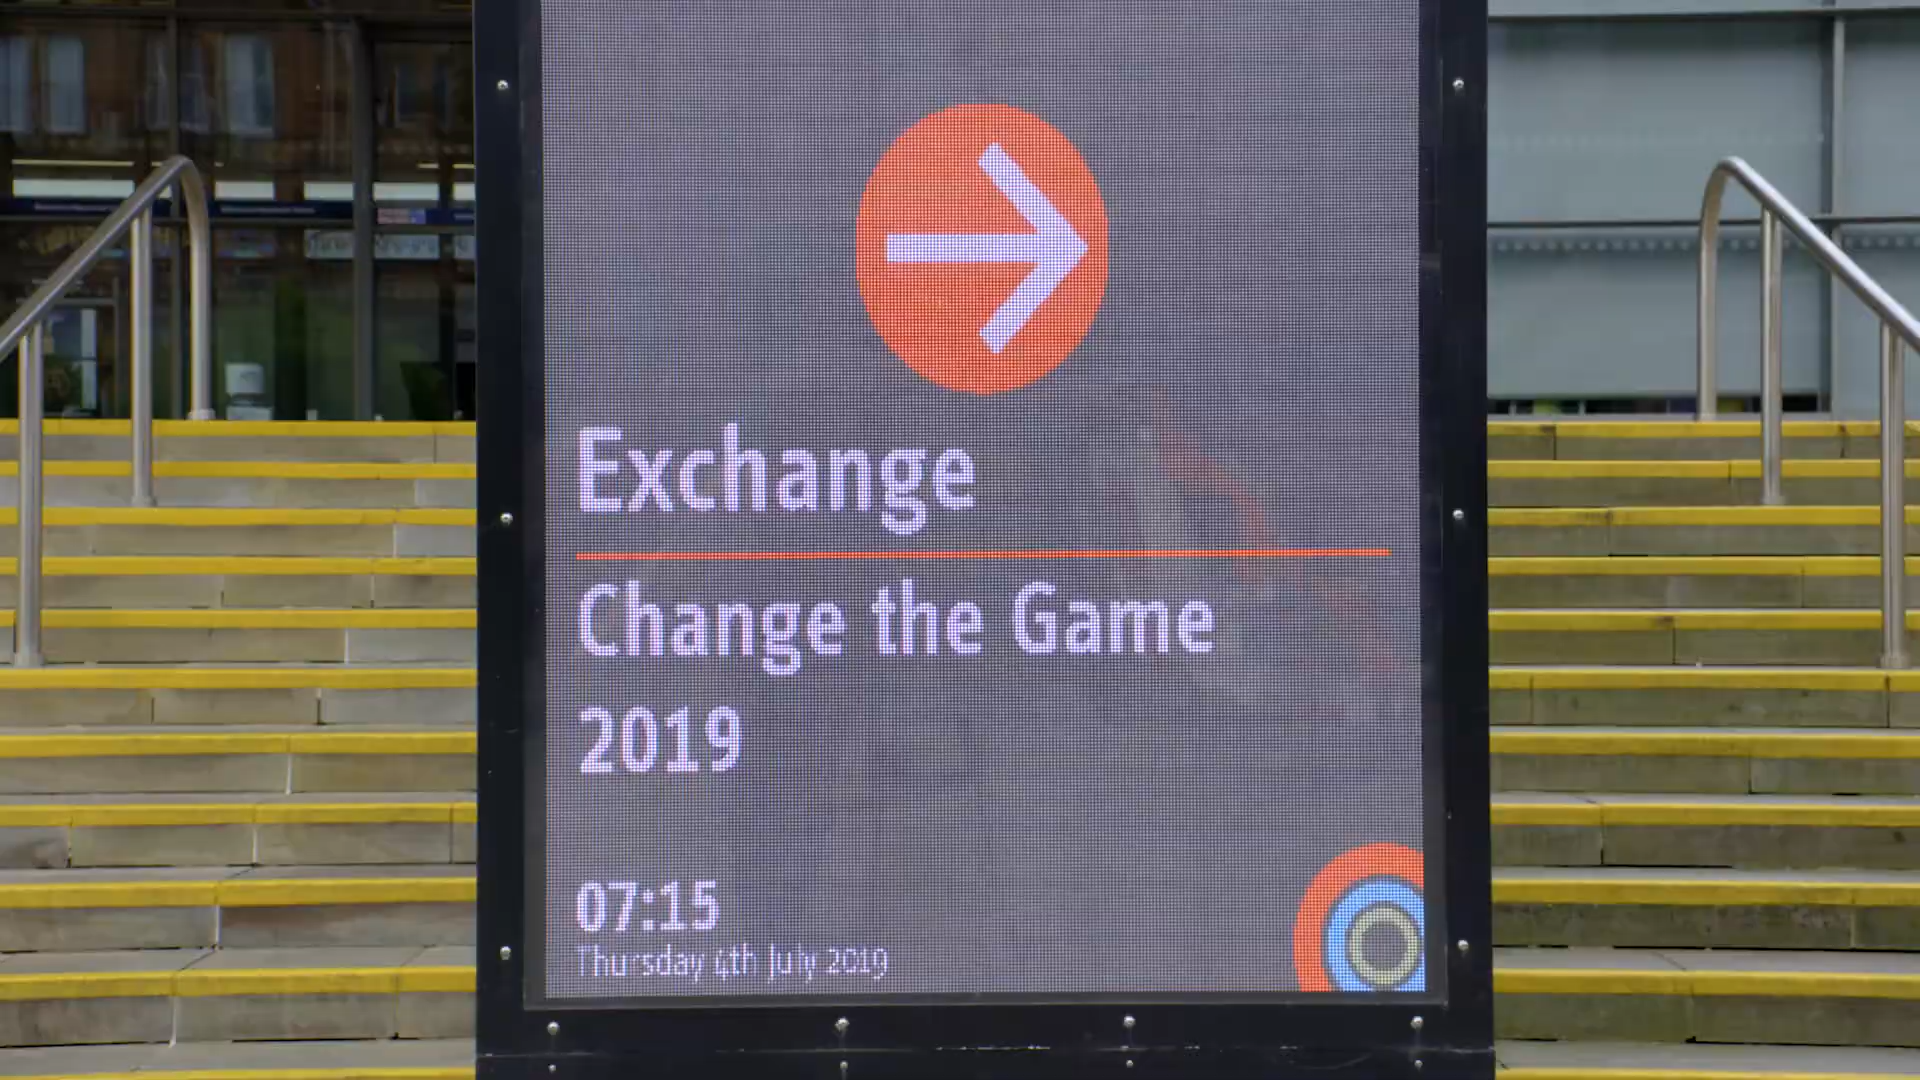 Exchange
Change the Game
2019
07:15
Thursday 4th July 2019